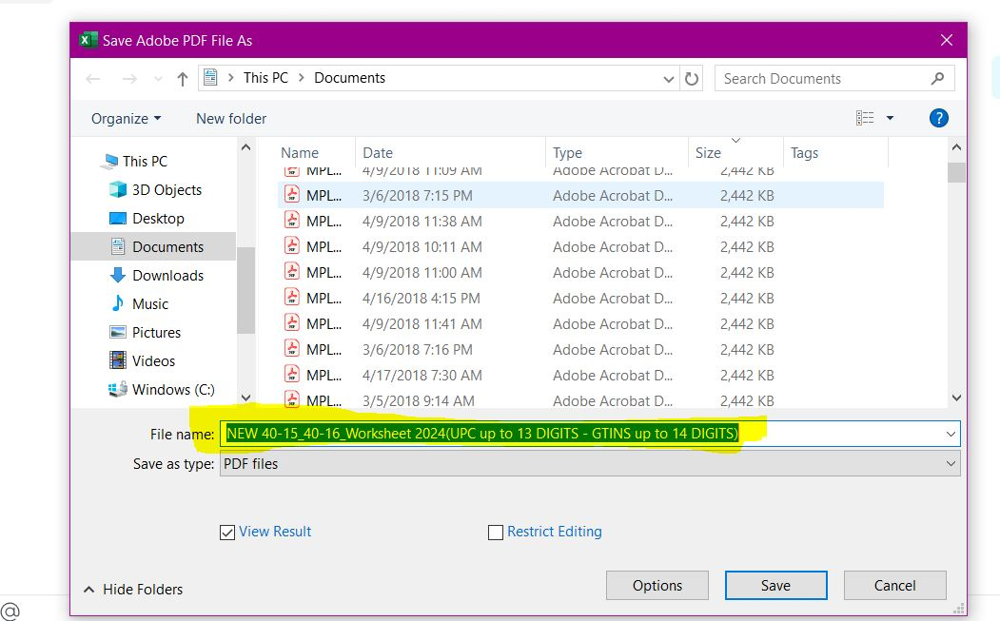 Save Adobe PDF File As
This PC > Documents
Search Documents
Organize New folder
?
Name Date Type Size Tags
MPL... 4/9/2018 11:09 AM Adobe Acrobat D... 2,442 KB
MPL... 3/6/2018 7:15 PM Adobe Acrobat D... 2,442 KB
MPL... 4/9/2018 11:38 AM Adobe Acrobat D... 2,442 KB
MPL... 4/9/2018 10:11 AM Adobe Acrobat D... 2,442 KB
MPL... 4/9/2018 11:00 AM Adobe Acrobat D... 2,442 KB
MPL... 4/16/2018 4:15 PM Adobe Acrobat D... 2,442 KB
MPL... 4/9/2018 11:41 AM Adobe Acrobat D... 2,442 KB
MPL... 3/6/2018 7:16 PM Adobe Acrobat D... 2,442 KB
MPL... 4/17/2018 7:30 AM Adobe Acrobat D... 2,442 KB
MPL... 3/5/2018 9:14 AM Adobe Acrobat D... 2,442 KB
This PC
3D Objects
Desktop
Documents
Downloads
Music
Pictures
Videos
Windows (C:)
File name: NEW 40-15_40-16_Worksheet 2024(UPC up to 13 DIGITS - GTINS up to 14 DIGITS)
Save as type: PDF files
View Result Restrict Editing
Hide Folders Options Save Cancel
@